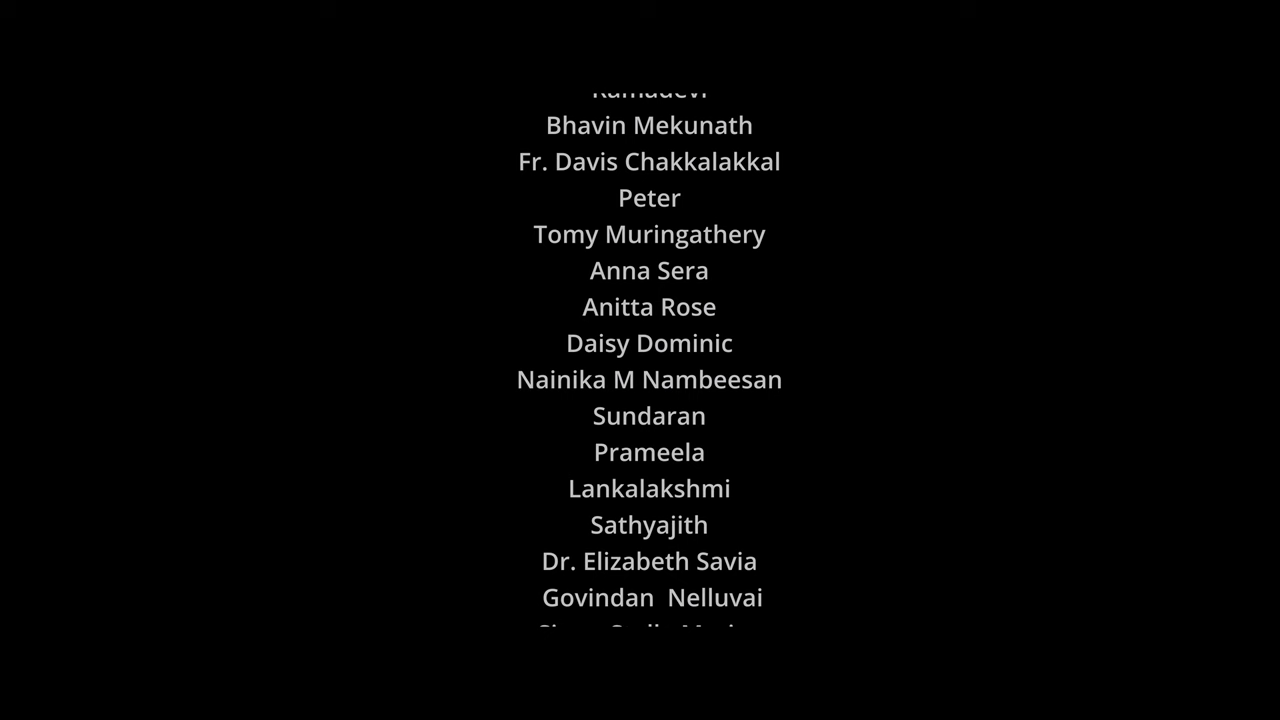 Ramadevi
Bhavin Mekunath
Fr. Davis Chakkalakkal
Peter
Tomy Muringathery
Anna Sera
Anitta Rose
Daisy Dominic
Nainika M Nambeesan
Sundaran
Prameela
Lankalakshmi
Sathyajith
Dr. Elizabeth Savia
Govindan Nelluvai